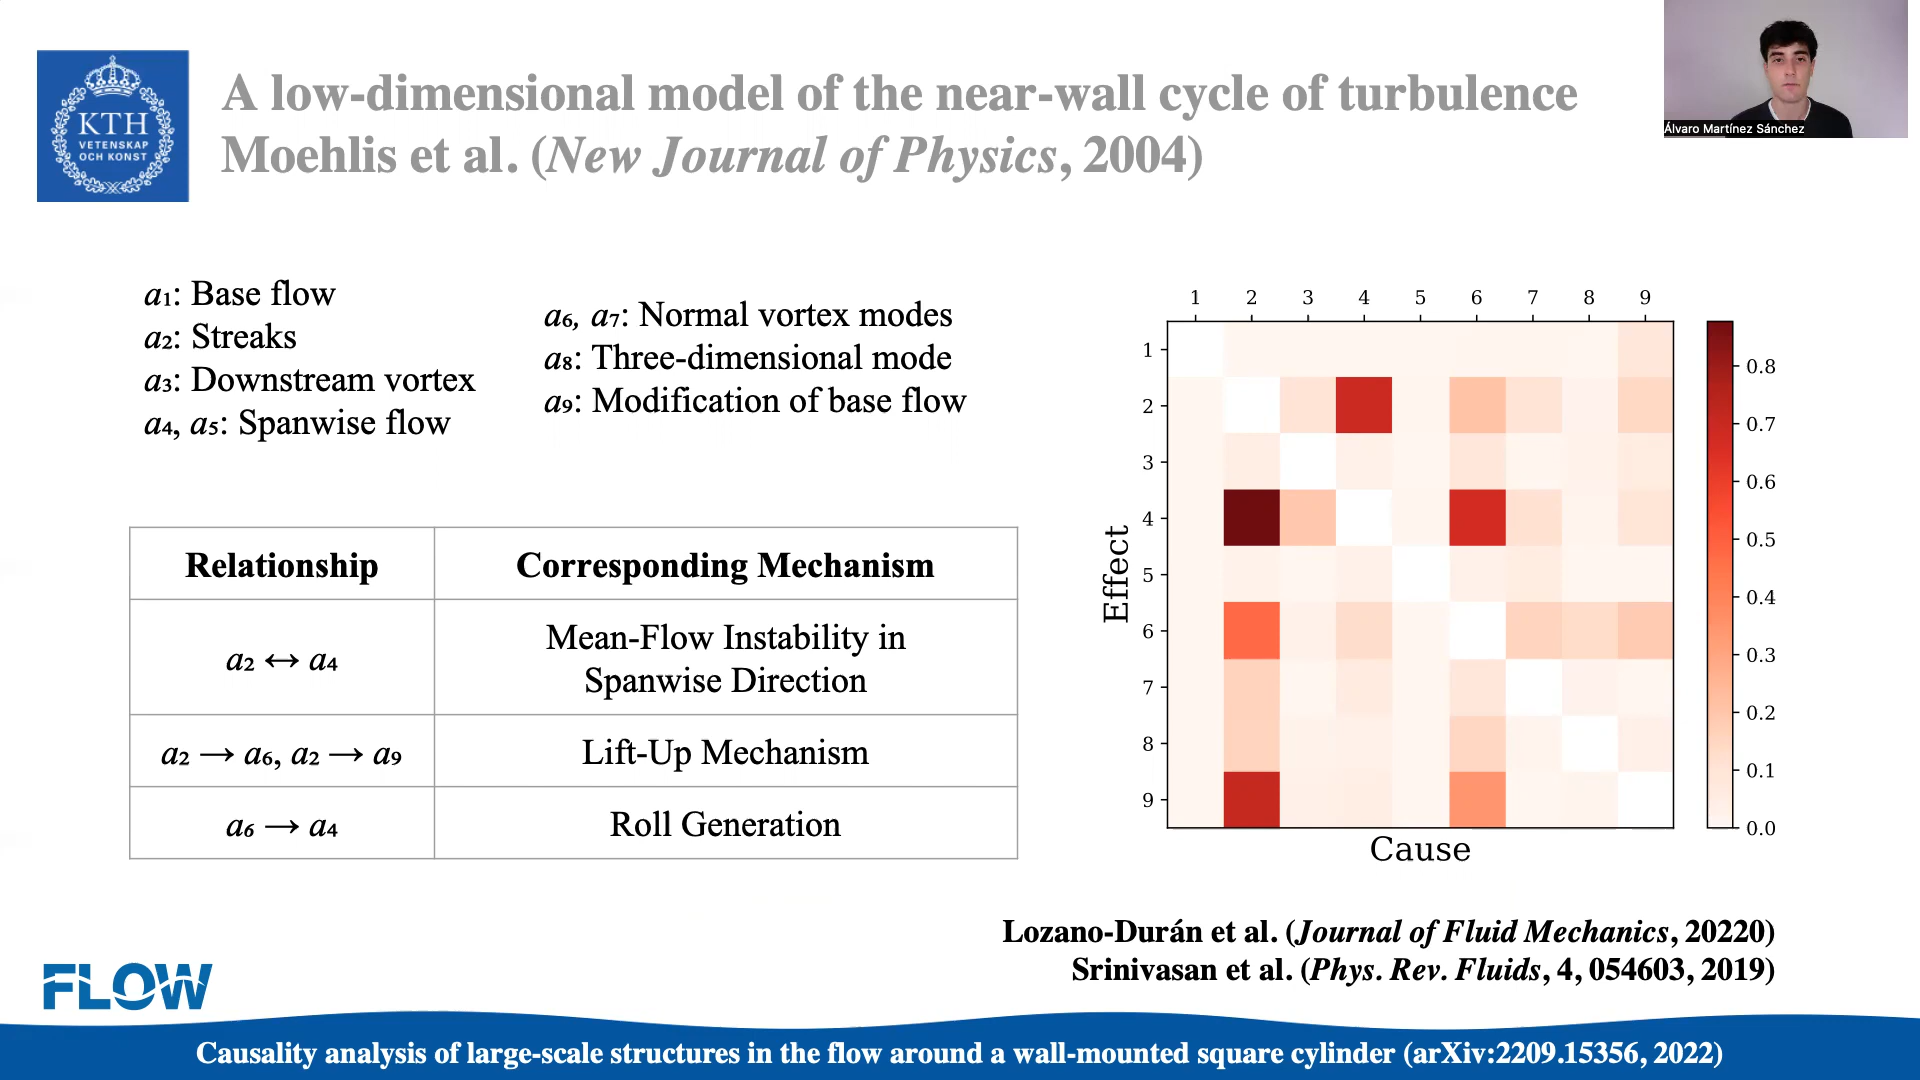 Álvaro Martínez Sánchez
KTH
VETENSKAP
OCH KONST
A low-dimensional model of the near-wall cycle of turbulence
Moehlis et al. (New Journal of Physics, 2004)
a₁: Base flow
a₂: Streaks
a₃: Downstream vortex
a₄, a₅: Spanwise flow
a₆, a₇: Normal vortex modes
a₈: Three-dimensional mode
a₉: Modification of base flow
Relationship Corresponding Mechanism
a₂ ↔ a₄ Mean-Flow Instability in
Spanwise Direction
a₂ → a₆, a₂ → a₉ Lift-Up Mechanism
a₆ → a₄ Roll Generation
1 2 3 4 5 6 7 8 9
1
2
3
4
5
6
7
8
9
Effect
Cause
0.8
0.7
0.6
0.5
0.4
0.3
0.2
0.1
0.0
Lozano-Durán et al. (Journal of Fluid Mechanics, 20220)
Srinivasan et al. (Phys. Rev. Fluids, 4, 054603, 2019)
FLOW
Causality analysis of large-scale structures in the flow around a wall-mounted square cylinder (arXiv:2209.15356, 2022)